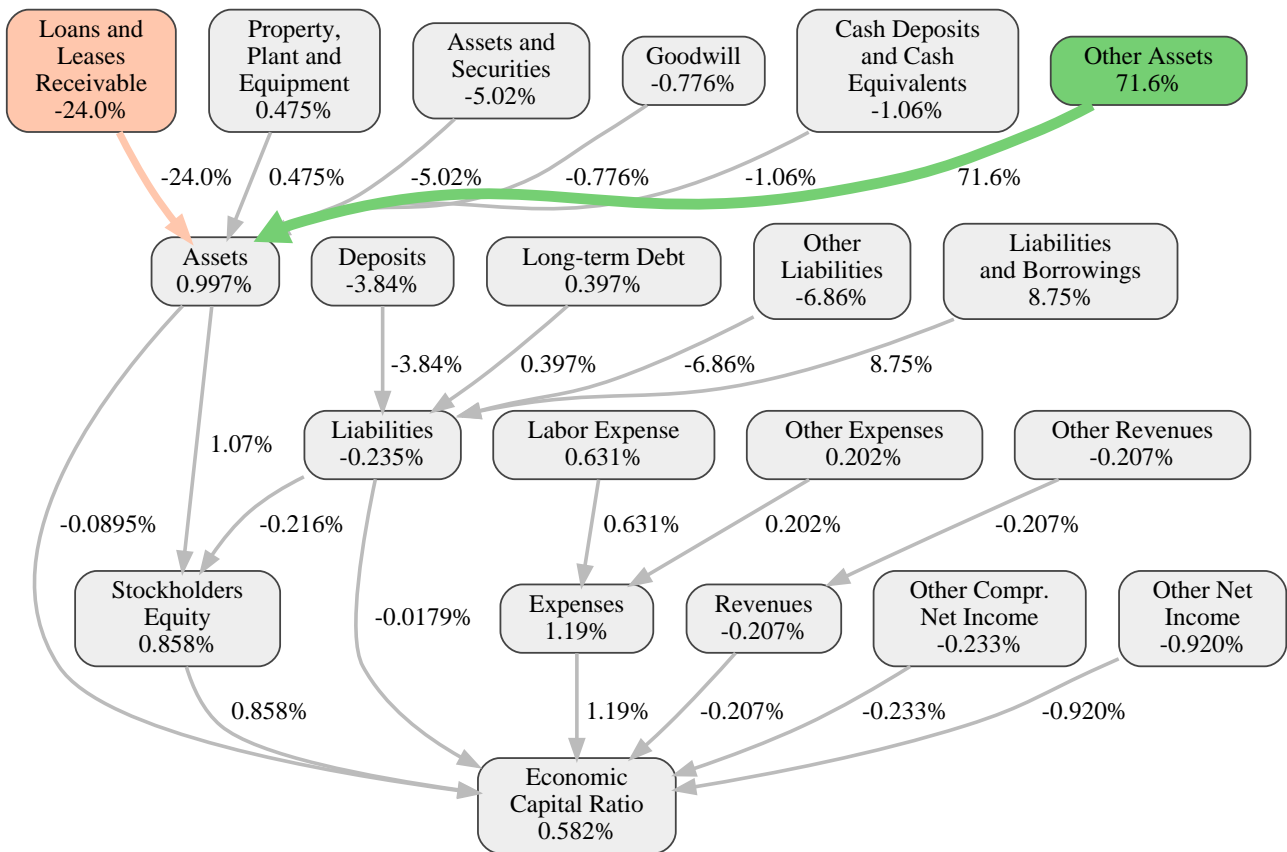 Loans and
Leases
Receivable
-24.0%
Property,
Plant and
Equipment
0.475%
Assets and
Securities
-5.02%
Goodwill
-0.776%
Cash Deposits
and Cash
Equivalents
-1.06%
Other Assets
71.6%
-24.0%
0.475%
-5.02%
-0.776%
-1.06%
71.6%
Assets
0.997%
Deposits
-3.84%
Long-term Debt
0.397%
Other
Liabilities
-6.86%
Liabilities
and Borrowings
8.75%
-3.84%
0.397%
-6.86%
8.75%
1.07%
Liabilities
-0.235%
Labor Expense
0.631%
Other Expenses
0.202%
Other Revenues
-0.207%
-0.0895%
-0.216%
0.631%
0.202%
-0.207%
Stockholders
Equity
0.858%
-0.0179%
Expenses
1.19%
Revenues
-0.207%
Other Compr.
Net Income
-0.233%
Other Net
Income
-0.920%
0.858%
1.19%
-0.207%
-0.233%
-0.920%
Economic
Capital Ratio
0.582%